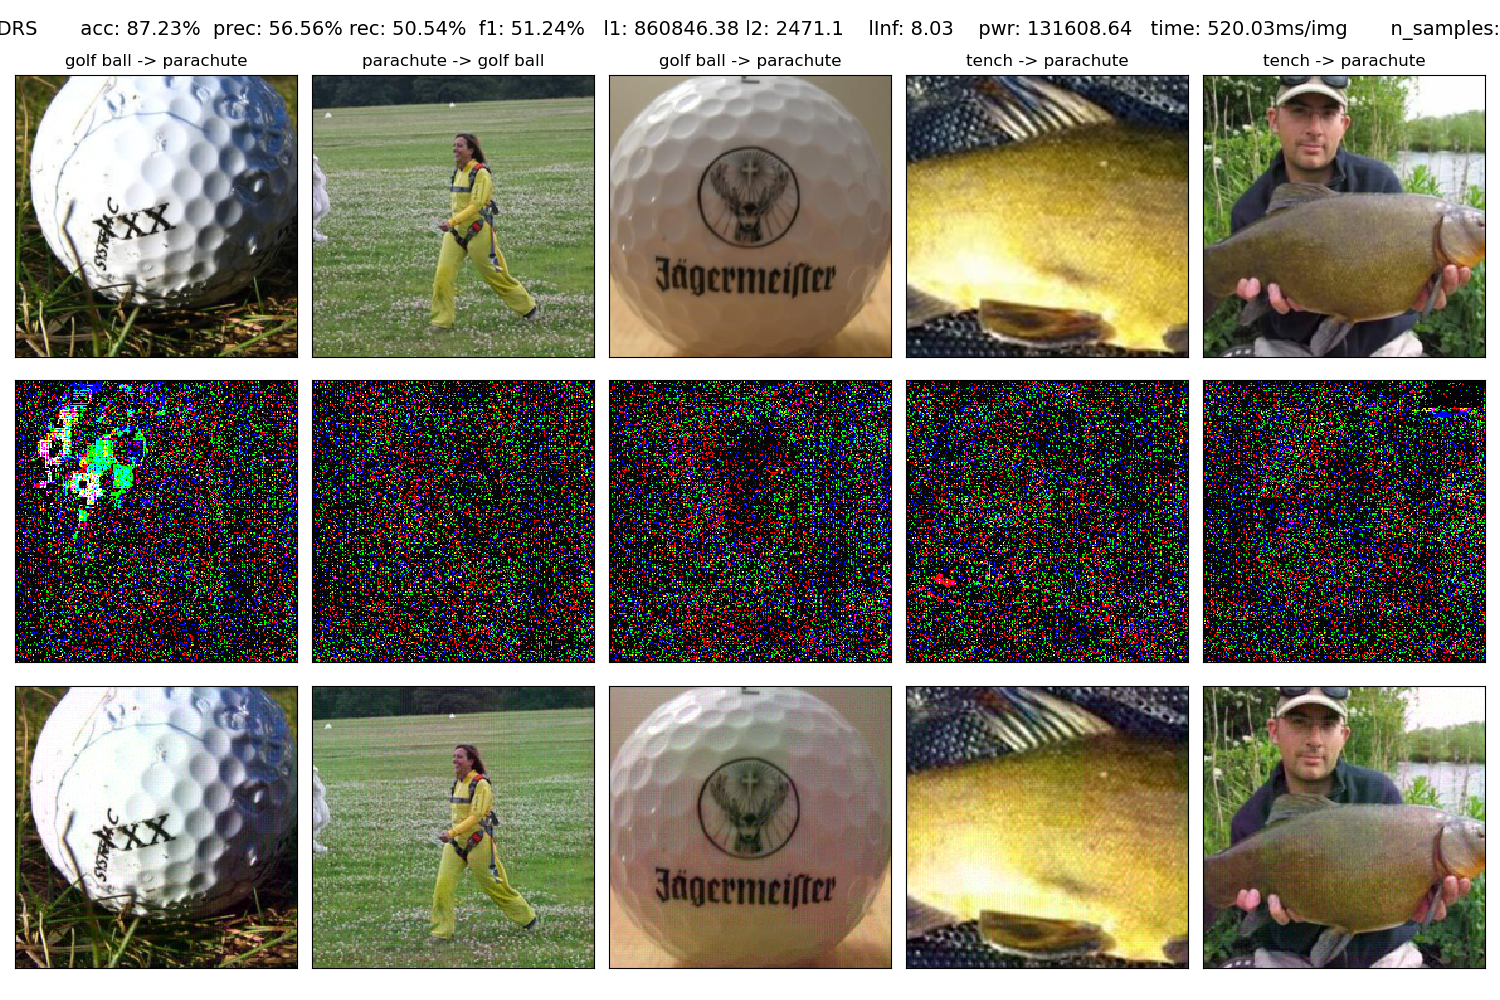 DRS acc: 87.23% prec: 56.56% rec: 50.54% f1: 51.24% l1: 860846.38 l2: 2471.1 lInf: 8.03 pwr: 131608.64 time: 520.03ms/img n_samples:
golf ball -> parachute
parachute -> golf ball
golf ball -> parachute
tench -> parachute
tench -> parachute
XXX
Jägermeister
XXX
Jägermeister